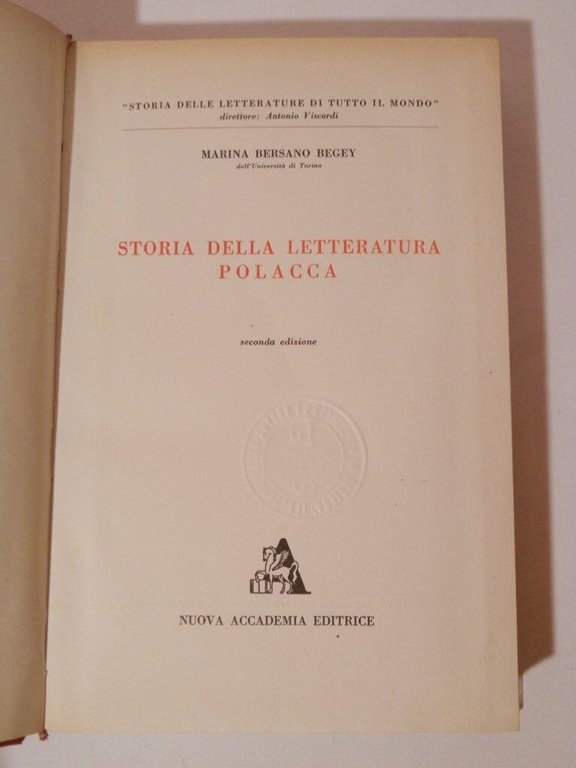 "STORIA DELLE LETTERATURE DI TUTTO IL MONDO"
direttore: Antonio Viscardi
MARINA BERSANO BEGEY
dell'Università di Torino
STORIA DELLA LETTERATURA
POLACCA
seconda edizione
A
NUOVA ACCADEMIA EDITRICE